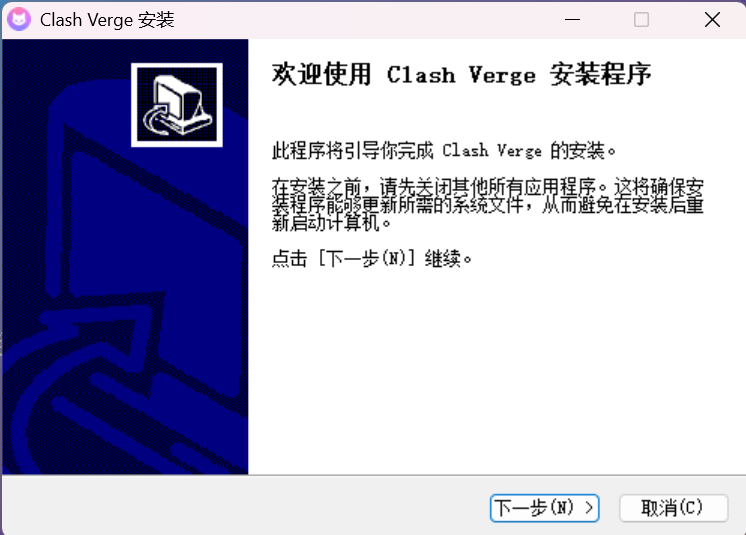 Clash Verge 安装
欢迎使用 Clash Verge 安装程序
此程序将引导你完成 Clash Verge 的安装。
在安装之前，请先关闭其他所有应用程序。这将确保安
装程序能够更新所需的系统文件，从而避免在安装后重
新启动计算机。
点击 [下一步(N)] 继续。
下一步(N) >
取消(C)